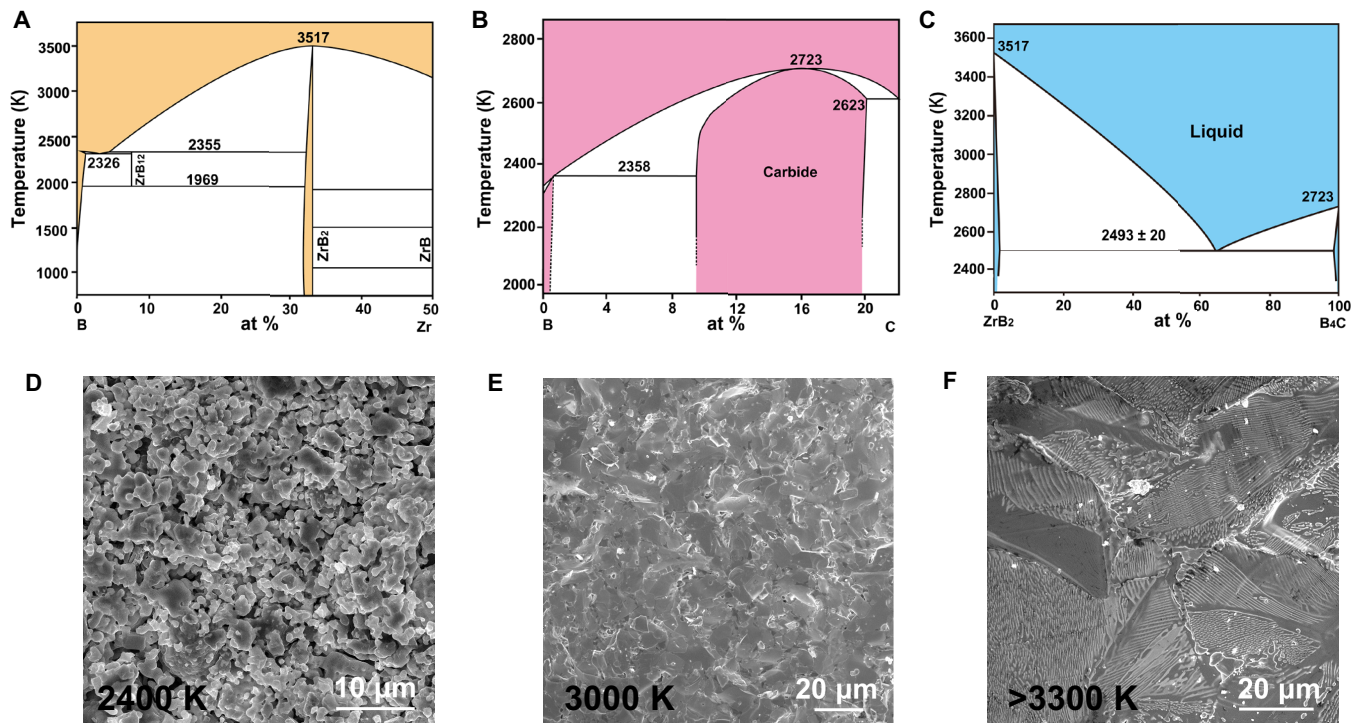 A
Temperature (K)
3500
3000
2500
2000
1500
1000
3517
2355
2326
ZrB12
1969
ZrB2
ZrB
0
10
20
30
40
50
B
at %
Zr
B
Temperature (K)
2800
2600
2400
2200
2000
2723
2623
2358
Carbide
0
4
8
12
16
20
B
at %
C
C
Temperature (K)
3600
3400
3200
3000
2800
2600
2400
3517
Liquid
2723
2493 ± 20
0
20
40
60
80
100
ZrB₂
at %
B₄C
D
2400 K
10 µm
E
3000 K
20 µm
F
>3300 K
20 µm